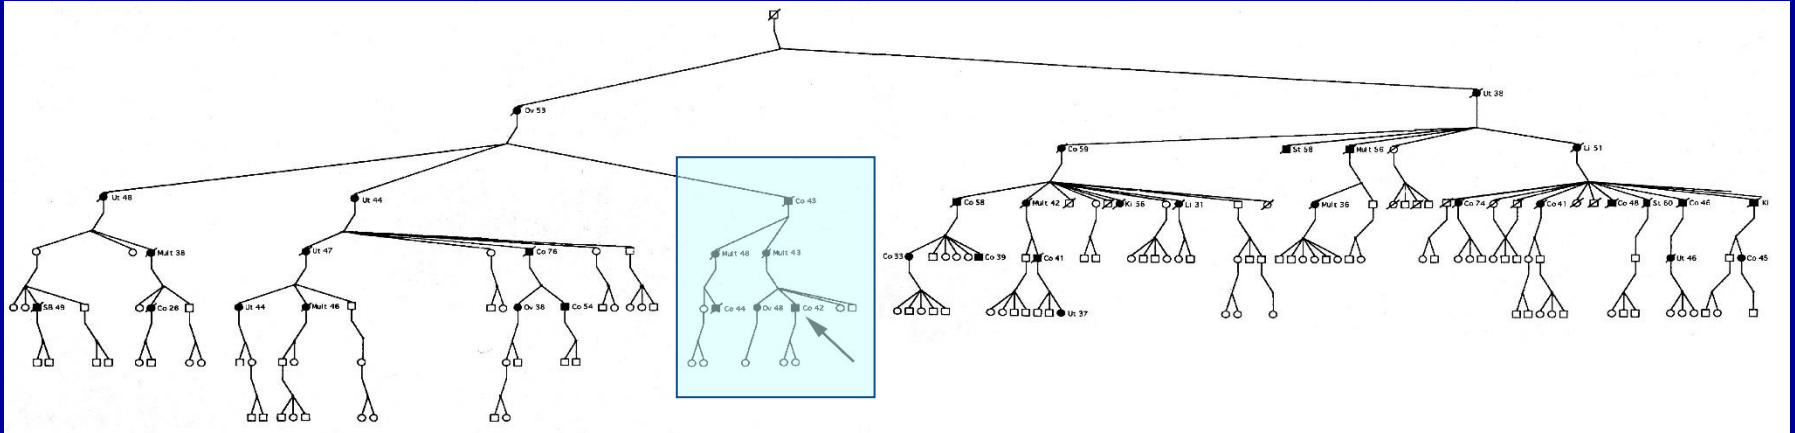 Ov 53
Ut 38
Co 59
St 58
Mult 56
Li 51
Ut 48
Ut 44
Co 43
Co 58
Mult 42
Ki 56
Li 31
Mult 36
Co 74
Co 41
Co 48
St 60
Co 46
Ki
Mult 38
Ut 47
Co 76
Mult 48
Mult 43
Co 33
Co 39
Co 41
Ut 46
Co 45
SB 49
Co 26
Ut 44
Mult 46
Ov 38
Co 54
Co 44
Ov 48
Co 42
Ut 37